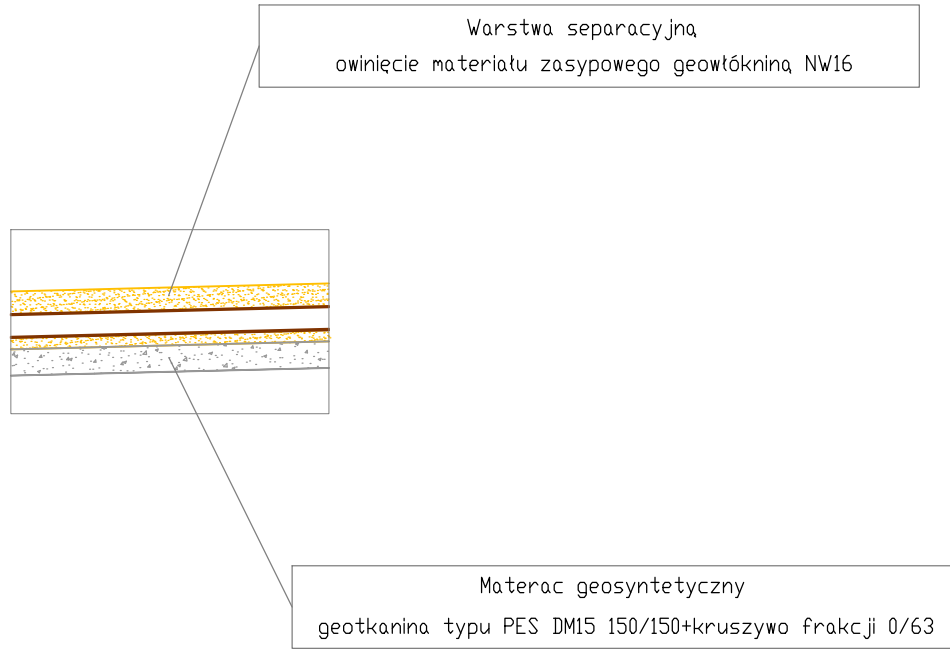 Warstwa separacyjną
owinięcie materiału zasypowego geowłókniną NW16
Materac geosyntetyczny
geotkanina typu PES DM15 150/150+kruszywo frakcji 0/63